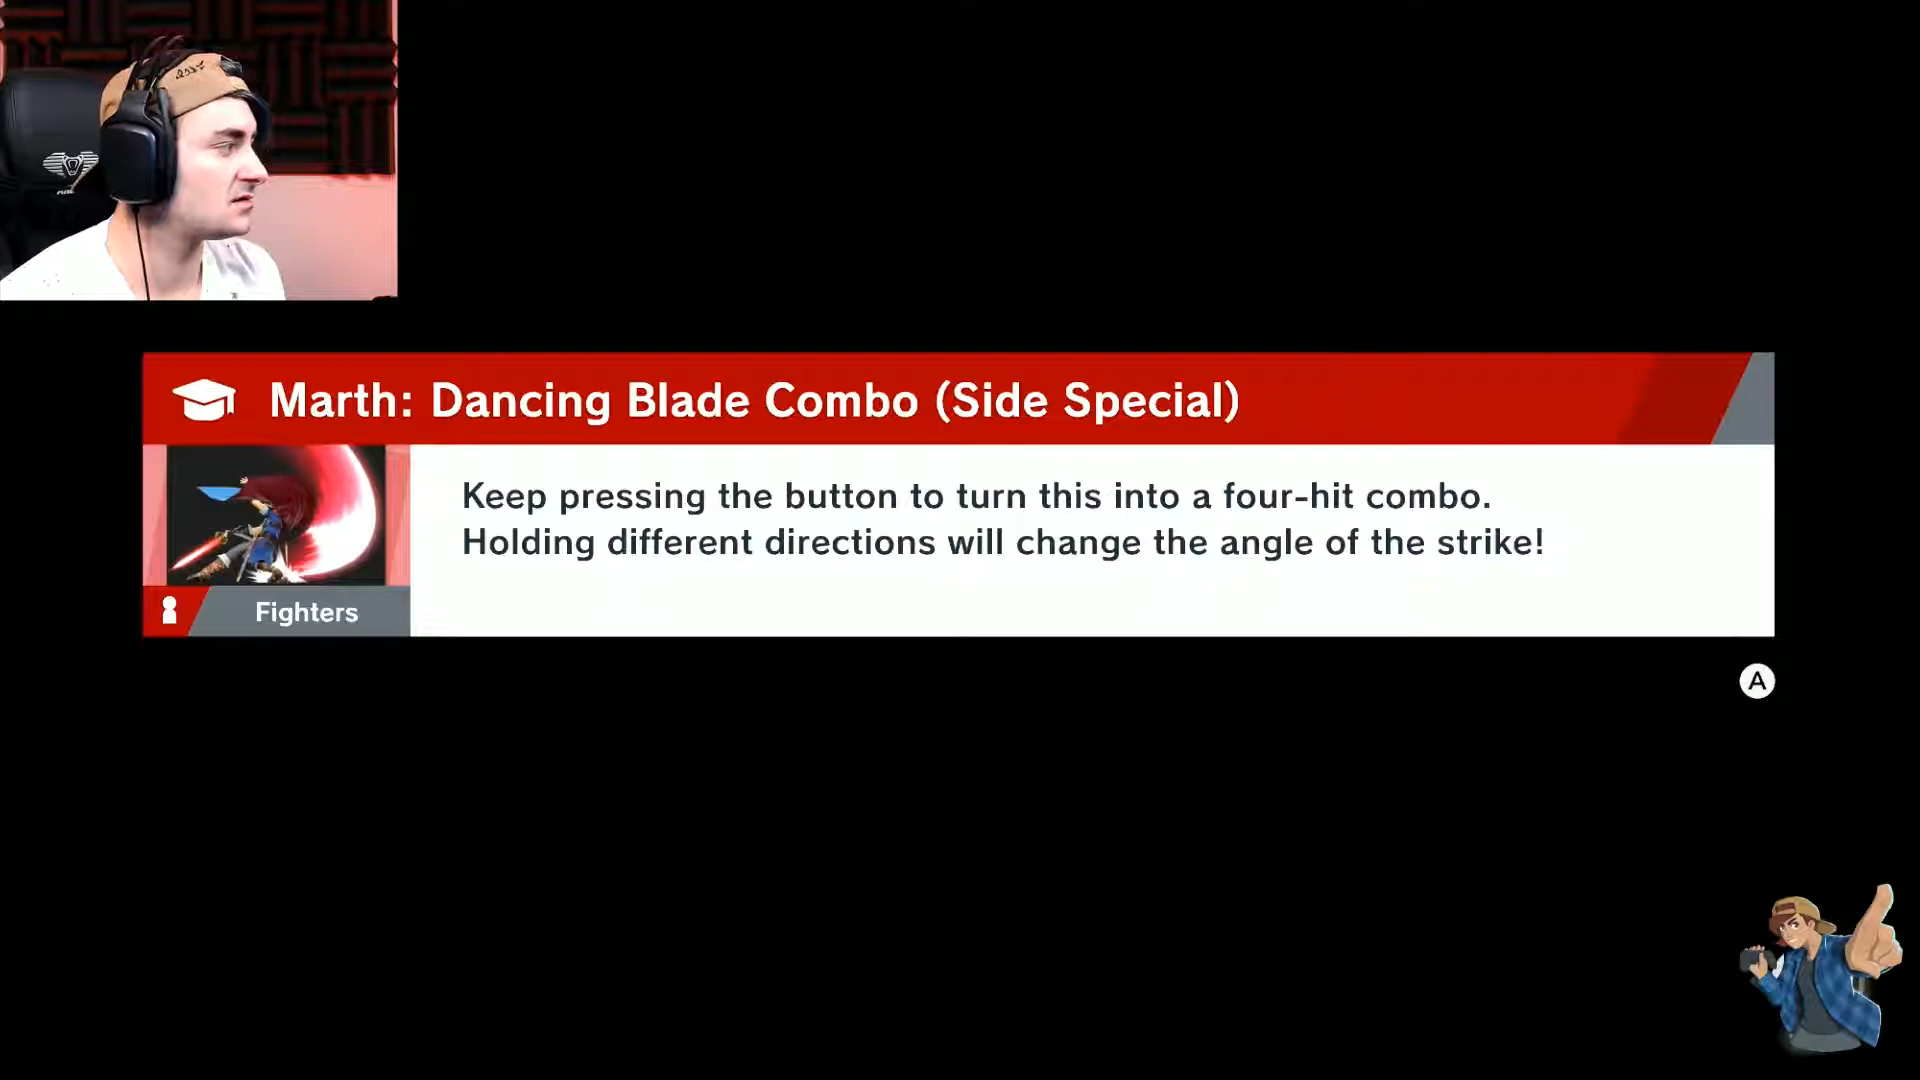 Marth: Dancing Blade Combo (Side Special)
Keep pressing the button to turn this into a four-hit combo.
Holding different directions will change the angle of the strike!
Fighters
A